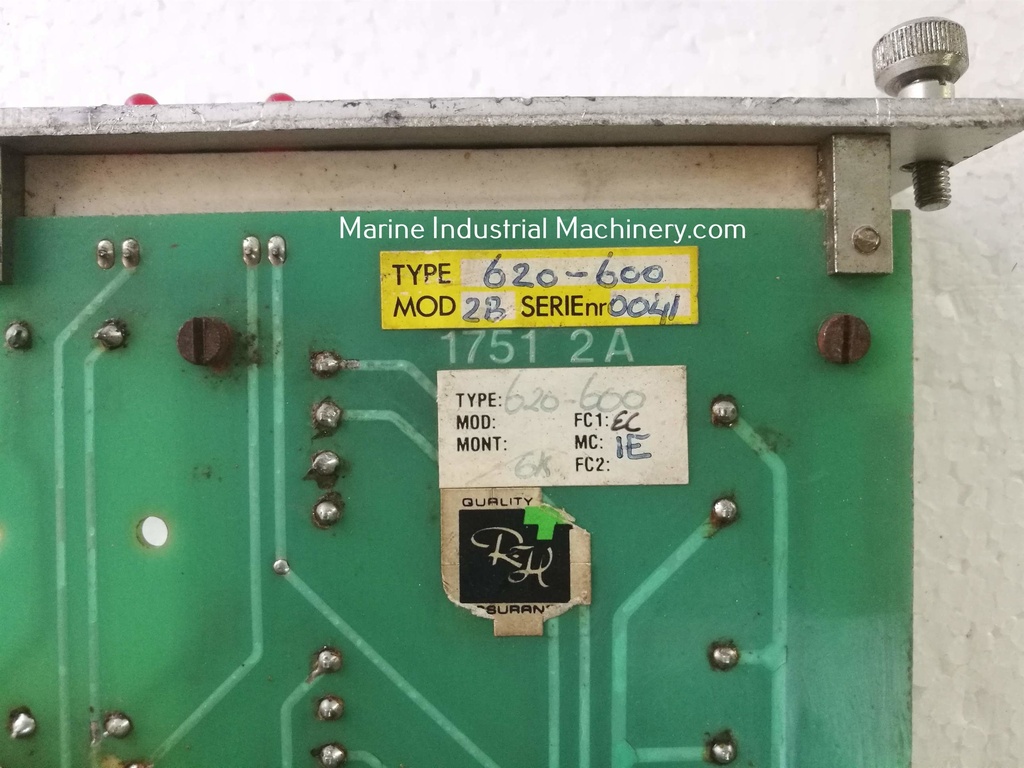 Marine Industrial Machinery.com
TYPE 620-600
MOD 2B SERIEnr 0041
1751 2A
TYPE: 620-600
MOD: FC1: EC
MONT: MC: IE
FC2:
QUALITY
R-H